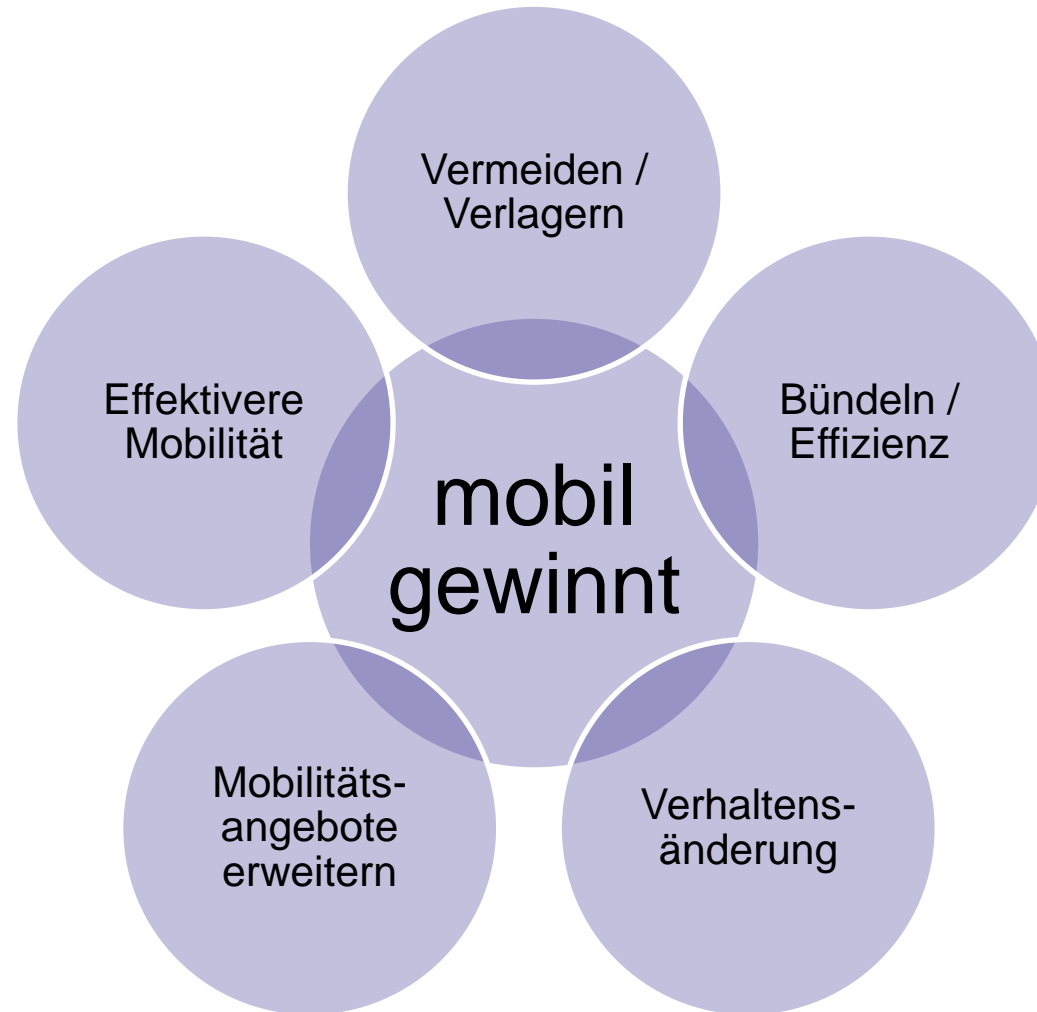 Vermeiden /
Verlagern
Effektivere
Mobilität
Bündeln /
Effizienz
mobil
gewinnt
Mobilitäts-
angebote
erweitern
Verhaltens-
änderung